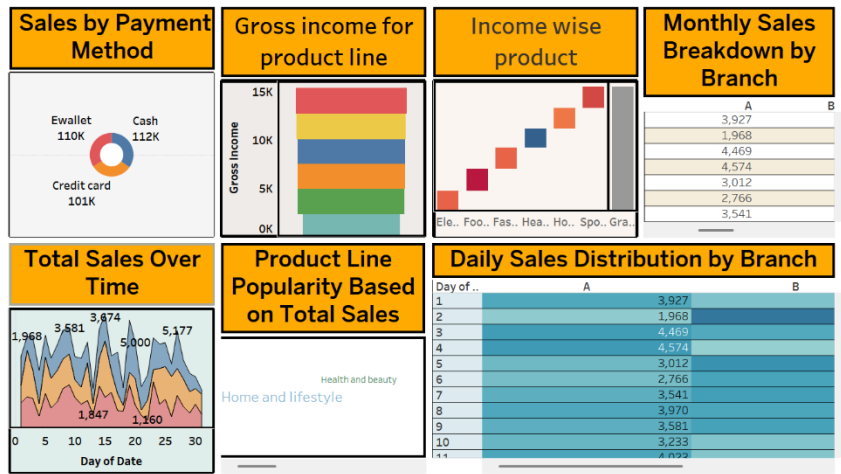 Sales by Payment
Method
Ewallet
110K
Cash
112K
Credit card
101K
Gross income for
product line
Gross Income
15K
10K
5K
0K
Income wise
product
Ele.. Foo.. Fas.. Hea.. Ho.. Spo.. Gra..
Monthly Sales
Breakdown by
Branch
A B
3,927
1,968
4,469
4,574
3,012
2,766
3,541
Total Sales Over
Time
1,968 3,581 3,674 5,000 5,177
1,847 1,160
0 5 10 15 20 25 30
Day of Date
Product Line
Popularity Based
on Total Sales
Health and beauty
Home and lifestyle
Daily Sales Distribution by Branch
Day of .. A B
1 3,927
2 1,968
3 4,469
4 4,574
5 3,012
6 2,766
7 3,541
8 3,970
9 3,581
10 3,233
11 4,033